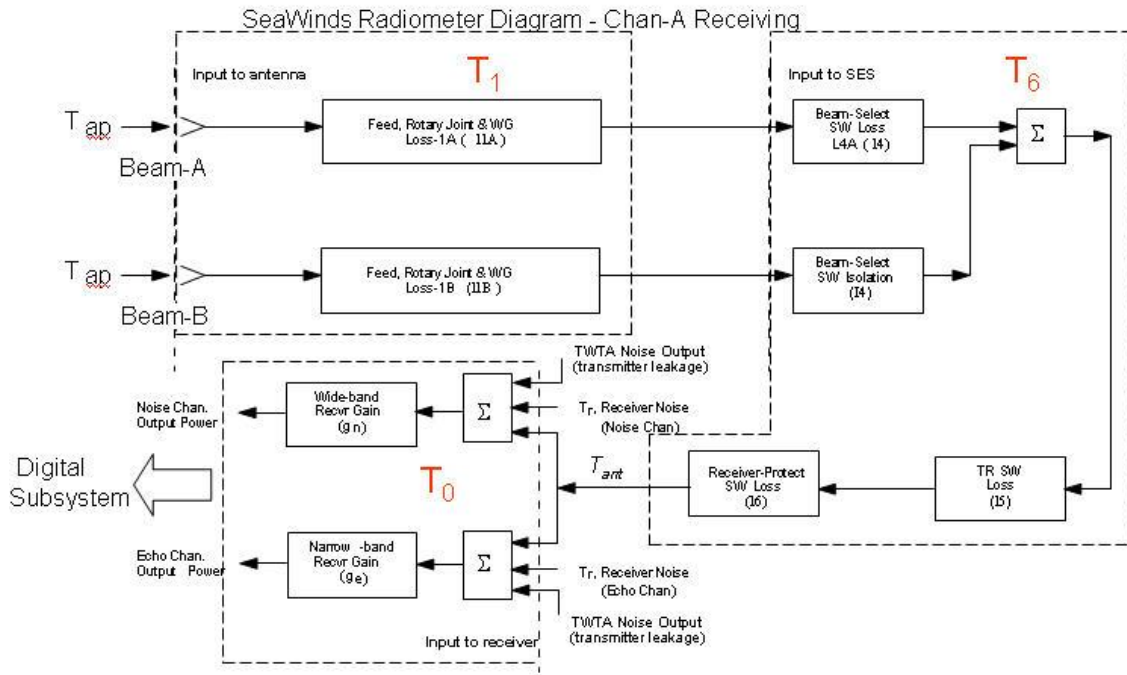 SeaWinds Radiometer Diagram - Chan-A Receiving
Input to antenna
T1
Input to SES
T6
Tap
Beam-A
Feed, Rotary Joint & WG
Loss-1A ( l1A )
Beam-Select
SW Loss
L4A ( l4)
Σ
Tap
Beam-B
Feed, Rotary Joint & WG
Loss-1B (l1B )
Beam-Select
SW Isolation
(I4)
TWTA Noise Output
(transmitter leakage)
Noise Chan.
Output Power
Wide-band
Recvr Gain
(gn)
Σ
Tr, Receiver Noise
(Noise Chan)
Digital
Subsystem
T0
Tant
Receiver-Protect
SW Loss
(l6)
TR SW
Loss
(l5)
Echo Chan.
Output Power
Narrow -band
Recvr Gain
(ge)
Σ
Tr, Receiver Noise
(Echo Chan)
TWTA Noise Output
(transmitter leakage)
Input to receiver